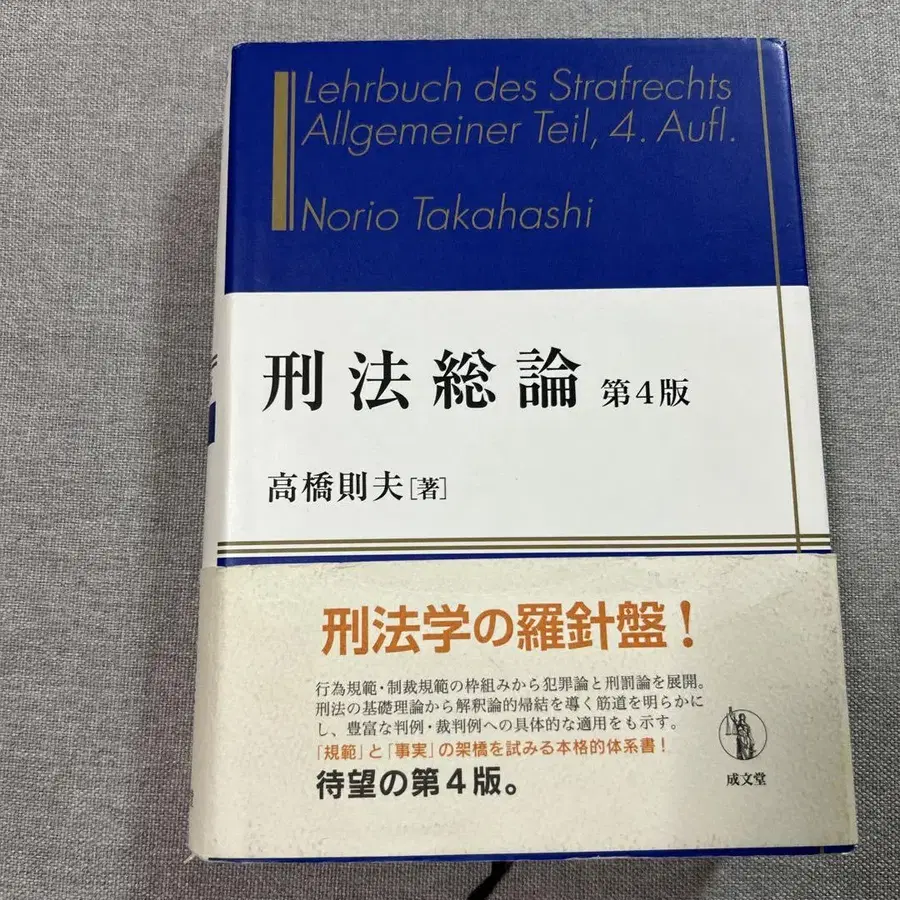 Lehrbuch des Strafrechts
Allgemeiner Teil, 4. Aufl.
Norio Takahashi
刑法総論 第4版
高橋則夫[著]
刑法学の羅針盤!
行為規範・制裁規範の枠組みから犯罪論と刑罰論を展開。
刑法の基礎理論から解釈論的帰結を導く筋道を明らかに
し、豊富な判例・裁判例への具体的な適用をも示す。
「規範」と「事実」の架橋を試みる本格的体系書!
待望の第4版。
成文堂